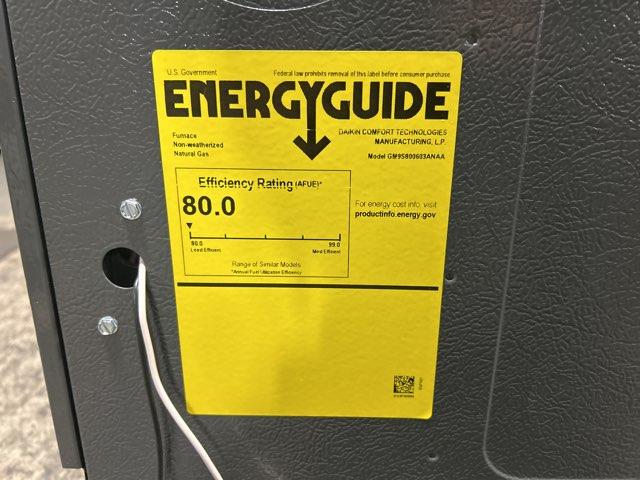 U.S. Government
Federal law prohibits removal of this label before consumer purchase.
ENERGYGUIDE
Furnace
Non-weatherized
Natural Gas
DAIKIN COMFORT TECHNOLOGIES
MANUFACTURING, L.P.
Model GM9S800603ANAA
Efficiency Rating (AFUE)*
80.0
80.0
Least Efficient
99.0
Most Efficient
Range of Similar Models
*Annual Fuel Utilization Efficiency
For energy cost info, visit
productinfo.energy.gov